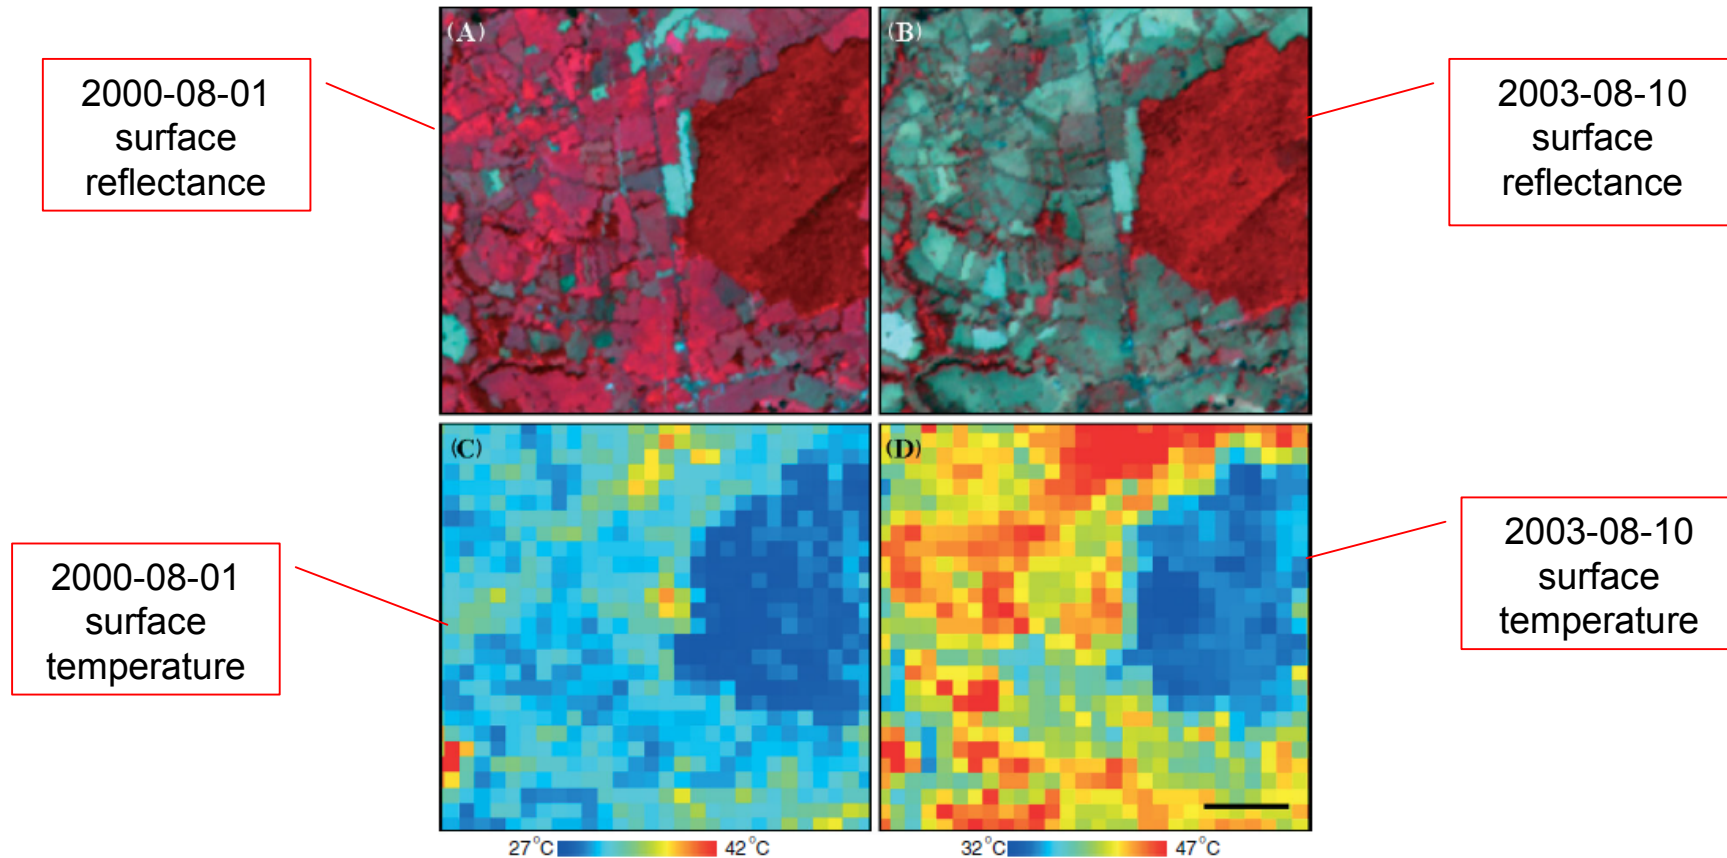 (A)
(B)
2000-08-01
surface
reflectance
2003-08-10
surface
reflectance
(C)
(D)
2000-08-01
surface
temperature
2003-08-10
surface
temperature
27°C 42°C
32°C 47°C